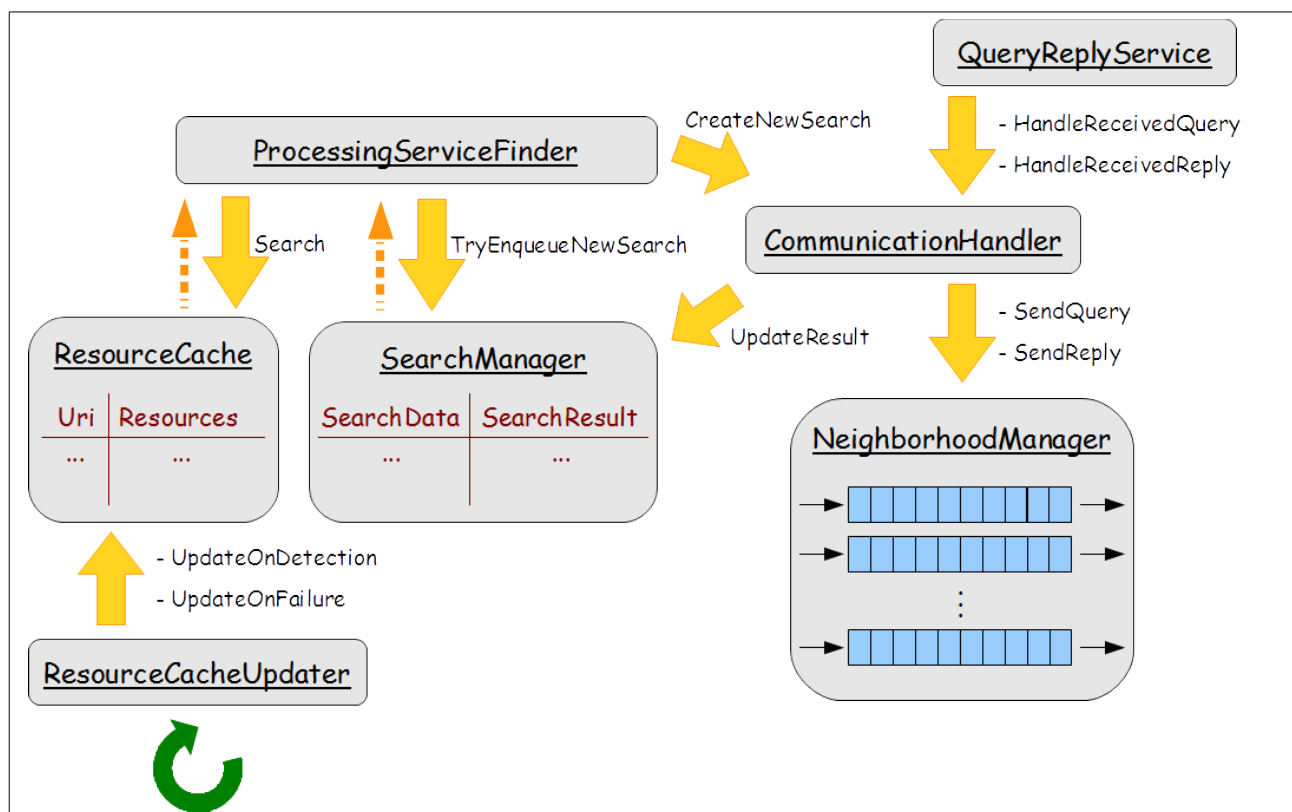 QueryReplyService
CreateNewSearch
- HandleReceivedQuery
ProcessingServiceFinder
- HandleReceivedReply
Search
TryEnqueueNewSearch
CommunicationHandler
- SendQuery
UpdateResult
- SendReply
ResourceCache
SearchManager
Uri Resources
SearchData SearchResult
... ...
... ...
NeighborhoodManager
- UpdateOnDetection
- UpdateOnFailure
...
ResourceCacheUpdater